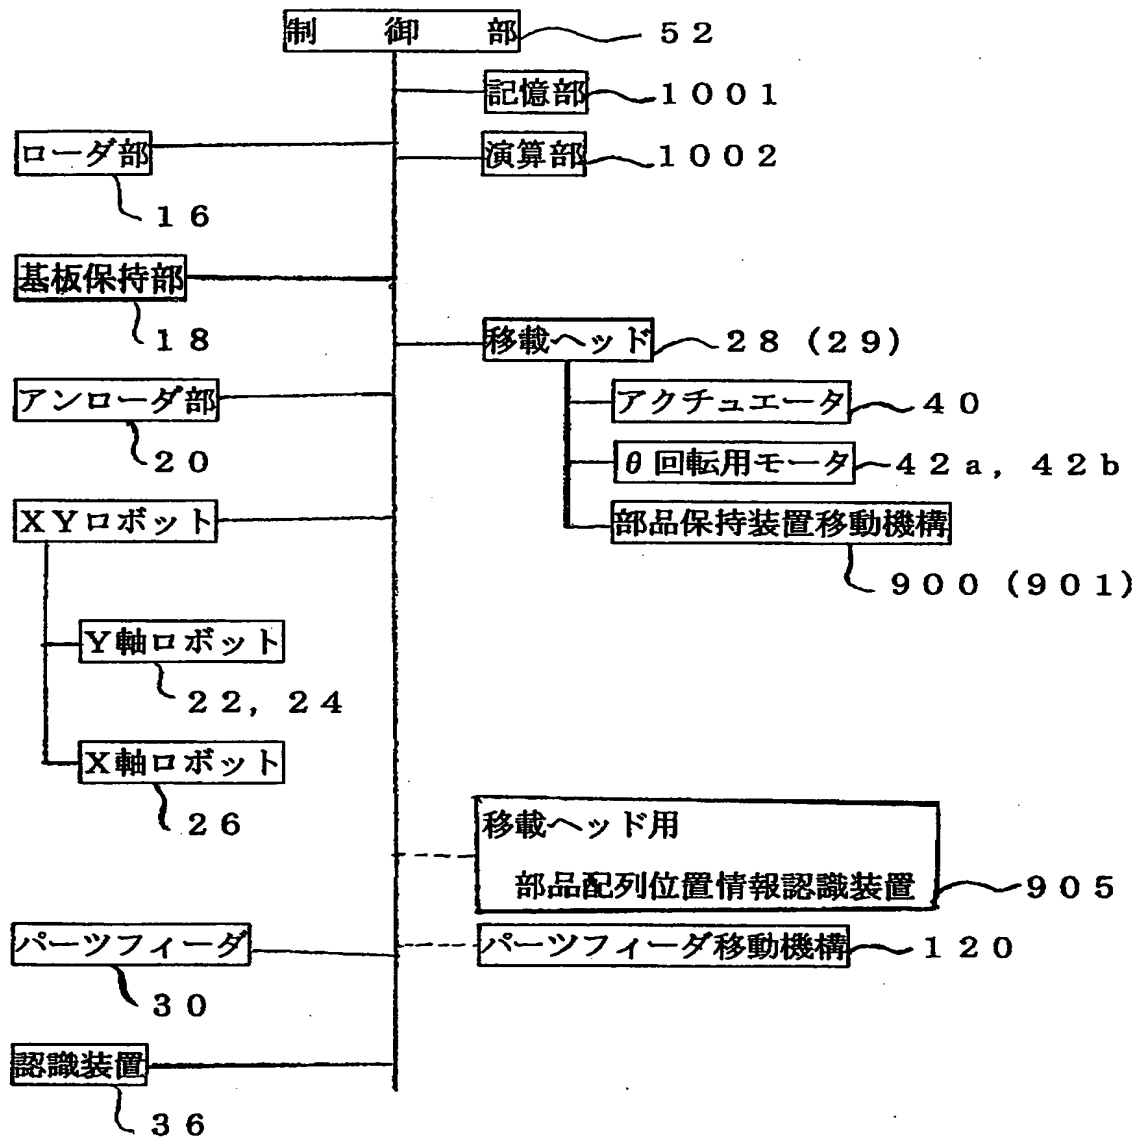 制 御 部 52
記憶部 1001
ローダ部
演算部 1002
16
基板保持部
18
移載ヘッド 28 (29)
アンローダ部
アクチュエータ 40
20
θ回転用モータ 42a, 42b
XYロボット
部品保持装置移動機構
900 (901)
Y軸ロボット
22, 24
X軸ロボット
26
移載ヘッド用
部品配列位置情報認識装置 905
パーツフィーダ
パーツフィーダ移動機構 120
30
認識装置
36